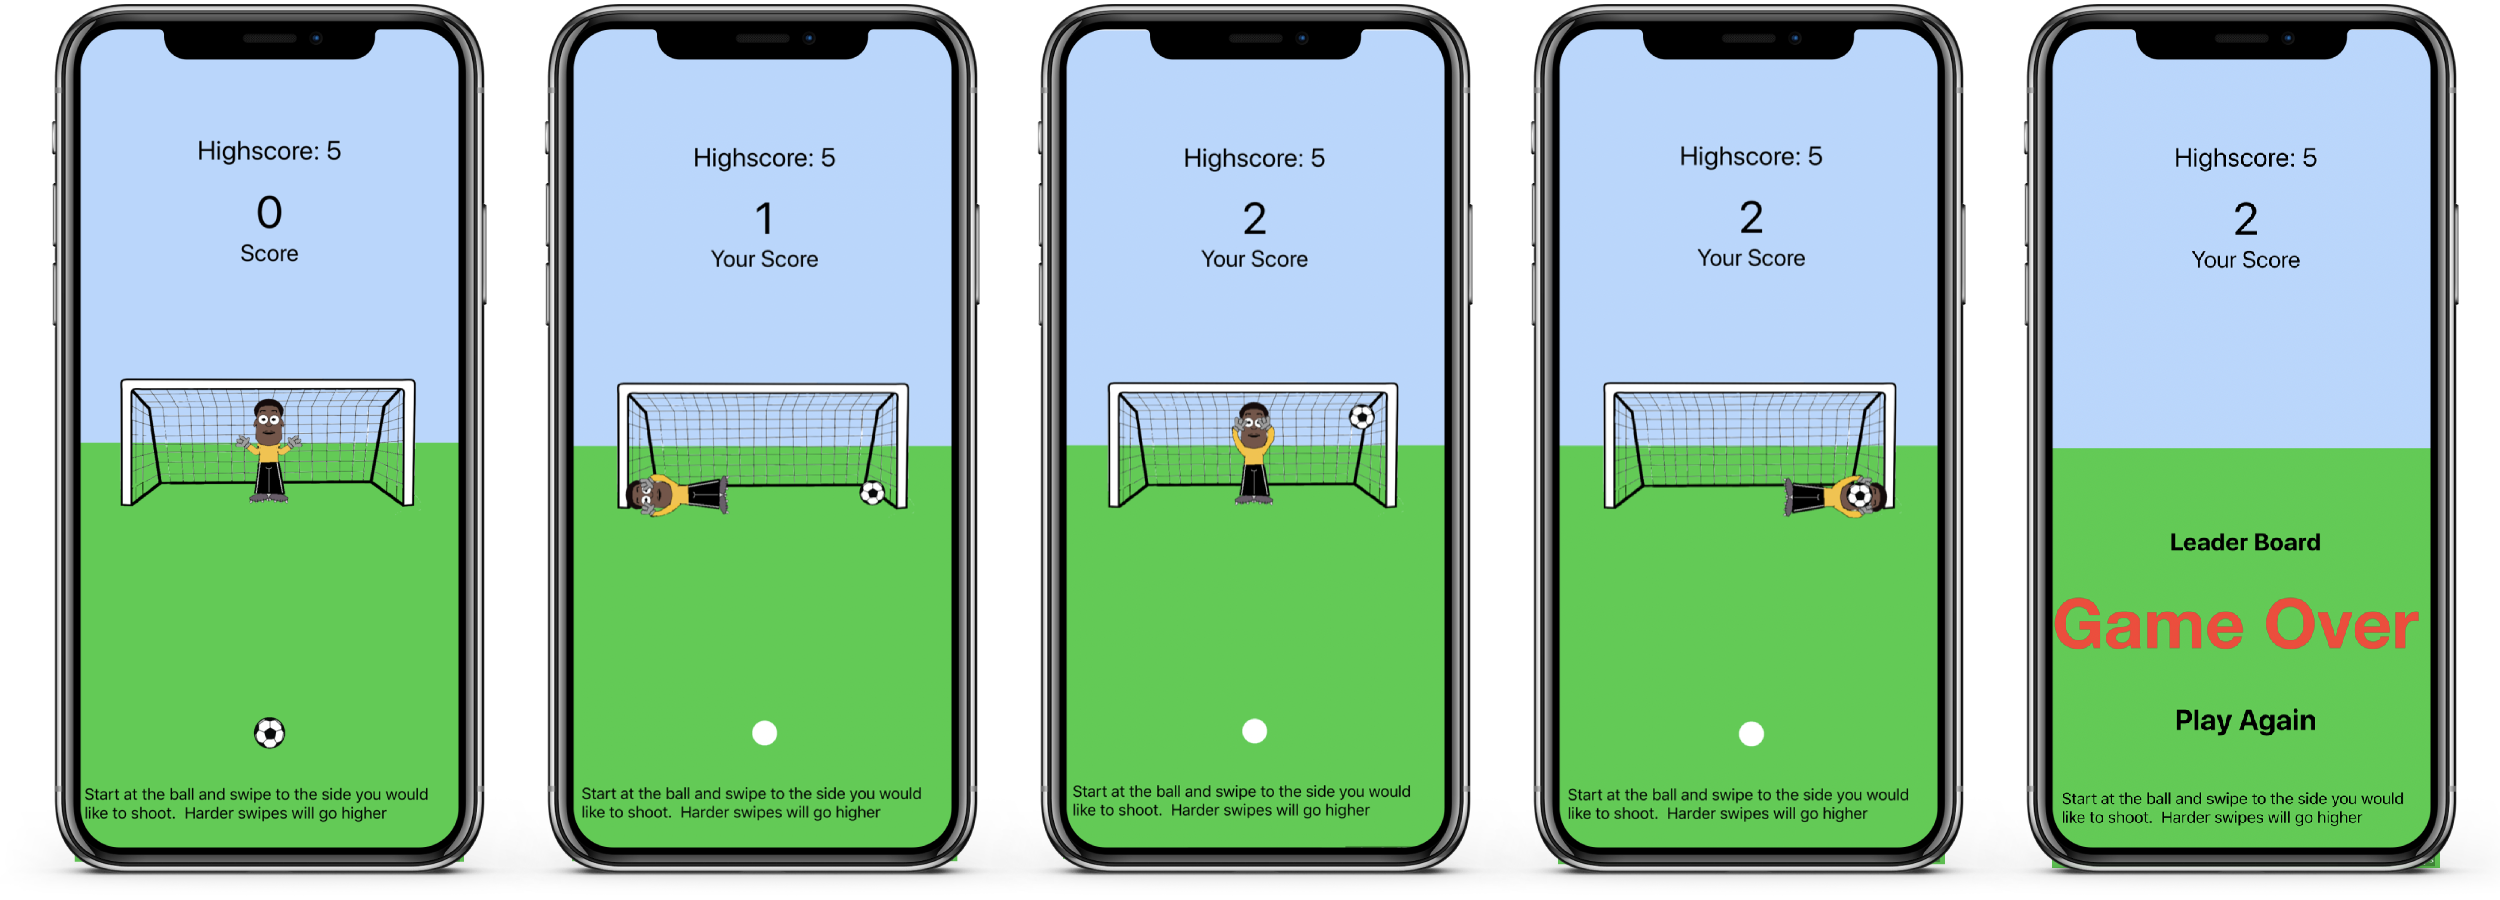 Highscore: 5
0
Score
Start at the ball and swipe to the side you would
like to shoot.  Harder swipes will go higher
Highscore: 5
1
Your Score
Start at the ball and swipe to the side you would
like to shoot.  Harder swipes will go higher
Highscore: 5
2
Your Score
Start at the ball and swipe to the side you would
like to shoot.  Harder swipes will go higher
Highscore: 5
2
Your Score
Start at the ball and swipe to the side you would
like to shoot.  Harder swipes will go higher
Highscore: 5
2
Your Score
Leader Board
Game Over
Play Again
Start at the ball and swipe to the side you would
like to shoot.  Harder swipes will go higher